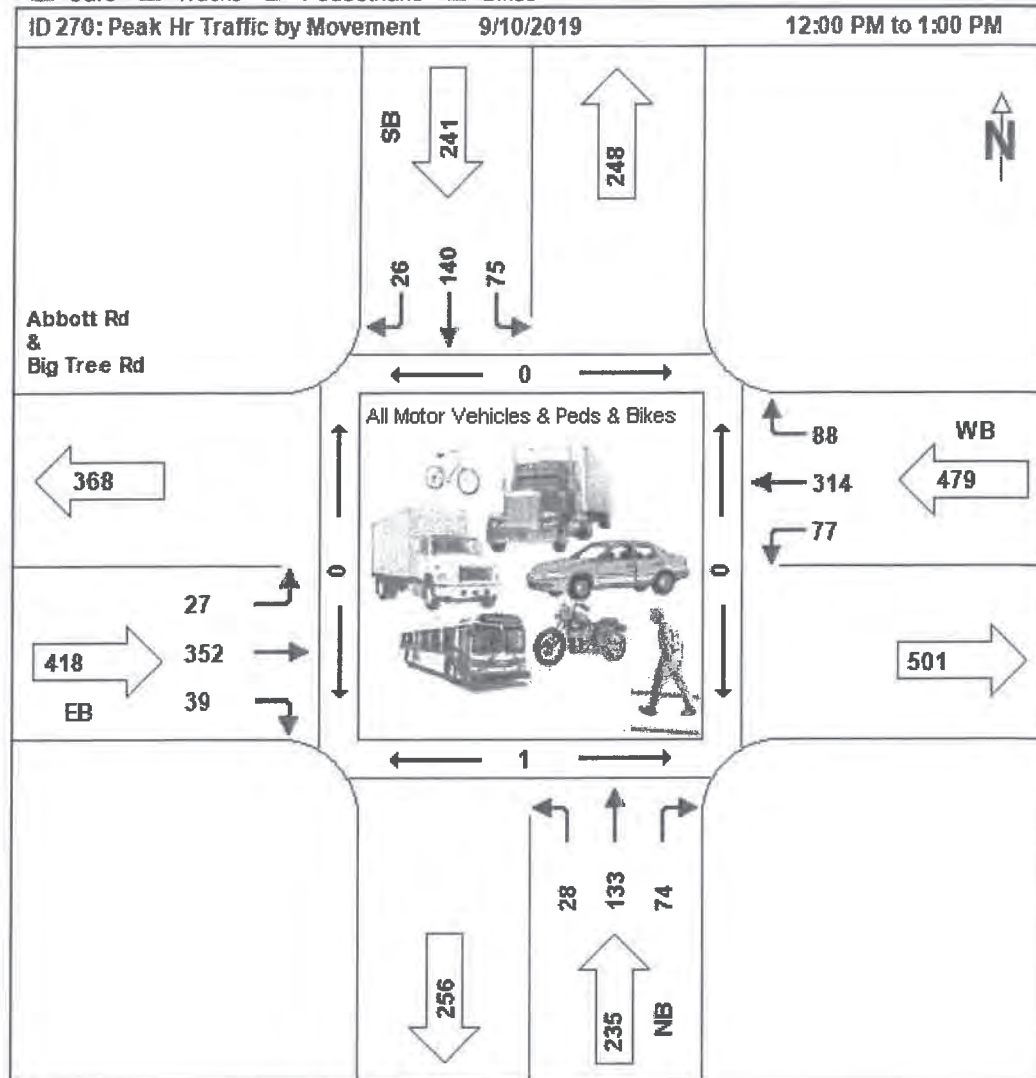 ID 270: Peak Hr Traffic by Movement 9/10/2019 12:00 PM to 1:00 PM
SB
241
248
N
26 140 75
Abbott Rd
&
Big Tree Rd
0
All Motor Vehicles & Peds & Bikes
88
WB
368
314
479
77
0
0
27
418
352
501
EB
39
1
28 133 74
256
235
NB